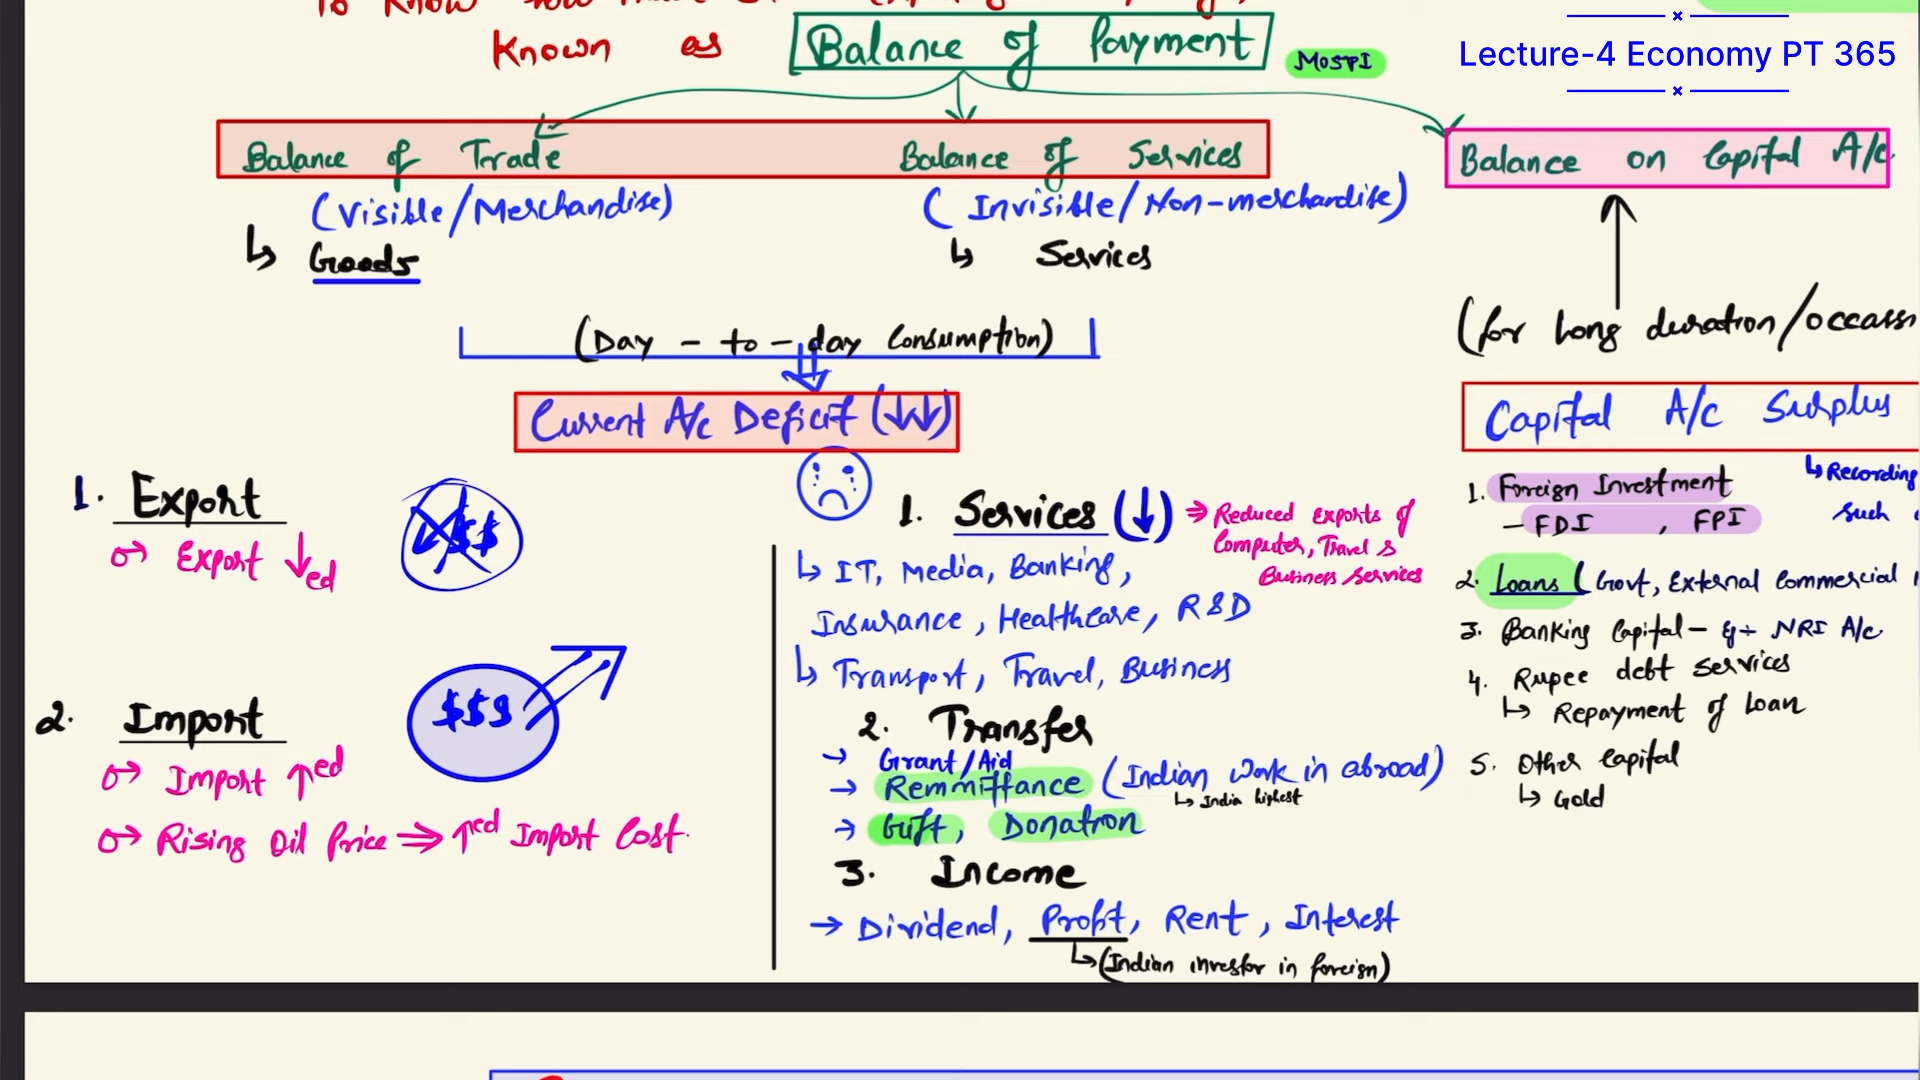 Known as Balance of Payment
MOSPI
Lecture-4 Economy PT 365
Balance of Trade
(Visible/Merchandise)
↳ Goods
Balance of Services
(Invisible/Non-merchandise)
↳ Services
Balance on Capital A/c
(for long duration/occassn
(Day - to - day Consumption)
Current A/c Deficit (↓↓)
Capital A/c Surplus
↳ Recording
such
1. Export
→ Export ↓ed
$$
2. Import
$$$
→ Import ↑ed
→ Rising Oil Price ⇒ ↑ed Import Cost.
1. Services (↓) ⇒ Reduced exports of
Computer, Travel &
Business Services
↳ IT, Media, Banking,
Insurance, Healthcare, R&D
↳ Transport, Travel, Business
2. Transfer
→ Grant/Aid
→ Remmittance (Indian work in abroad)
↳ India highest
→ Gift, Donation
3. Income
→ Dividend, Profit, Rent, Interest
↳ (Indian investor in foreign)
1. Foreign Investment
– FDI , FPI
2. Loans (Govt, External Commercial
3. Banking Capital – Eg:- NRI A/c
4. Rupee debt services
↳ Repayment of loan
5. Other Capital
↳ Gold